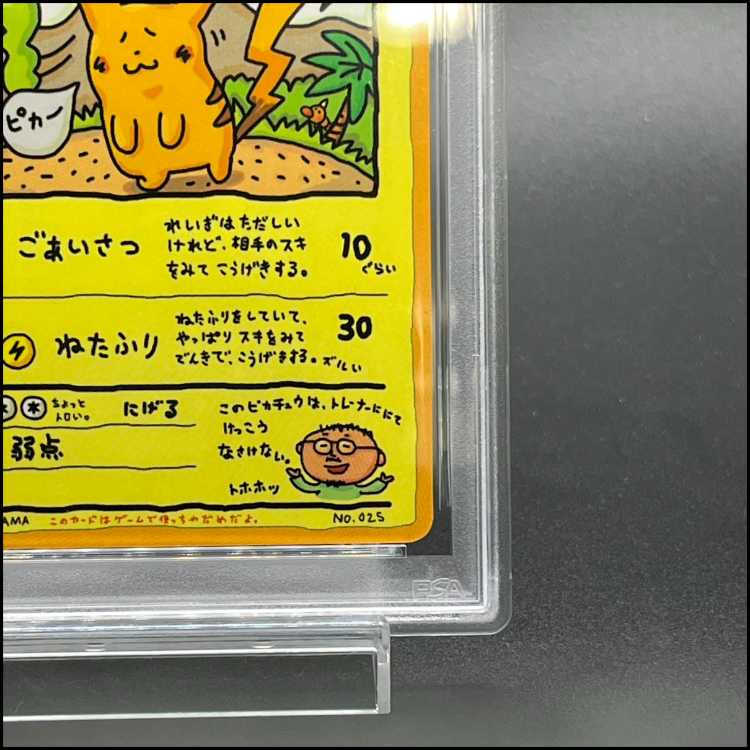 ピカー
ごあいさつ
れいぎはただしい
けれど、相手のスキ
をみてこうげきする。
10
ぐらい
ねたふり
ねたふりをしていて、
やっぱりスキをみて
でんきで、こうげきする。ズルい
30
ちょっと
トロい。
にげる
弱点
このピカチュウは、トレーナーににて
けっこう
なさけない。
トホホッ
AMA
このカードはゲームで使っちゃだめだよ。
NO.025
PSA